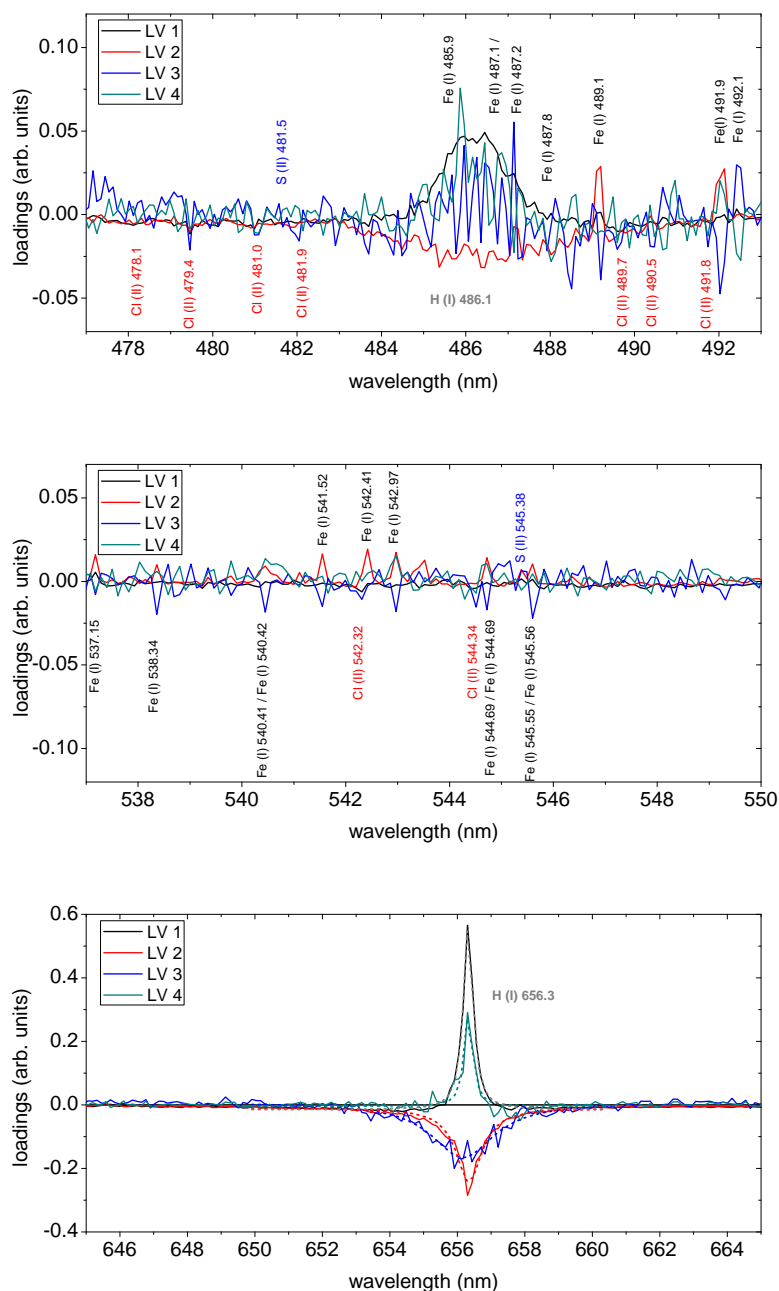 0.10
0.05
0.00
-0.05
loadings (arb. units)
LV 1
LV 2
LV 3
LV 4
S (II) 481.5
Fe (I) 485.9
Fe (I) 487.1 /
Fe (I) 487.2
Fe (I) 487.8
Fe (I) 489.1
Fe(I) 491.9
Fe (I) 492.1
Cl (II) 478.1
Cl (II) 479.4
Cl (II) 481.0
Cl (II) 481.9
H (I) 486.1
Cl (II) 489.7
Cl (II) 490.5
Cl (II) 491.8
478 480 482 484 486 488 490 492
wavelength (nm)
0.05
0.00
-0.05
-0.10
loadings (arb. units)
LV 1
LV 2
LV 3
LV 4
Fe (I) 541.52
Fe (I) 542.41
Fe (I) 542.97
S (II) 545.38
Fe (I) 537.15
Fe (I) 538.34
Fe (I) 540.41 / Fe (I) 540.42
Cl (II) 542.32
Cl (II) 544.34
Fe (I) 544.69 / Fe (I) 544.69
Fe (I) 545.55 / Fe (I) 545.56
538 540 542 544 546 548 550
wavelength (nm)
0.6
0.4
0.2
0.0
-0.2
-0.4
loadings (arb. units)
LV 1
LV 2
LV 3
LV 4
H (I) 656.3
646 648 650 652 654 656 658 660 662 664
wavelength (nm)